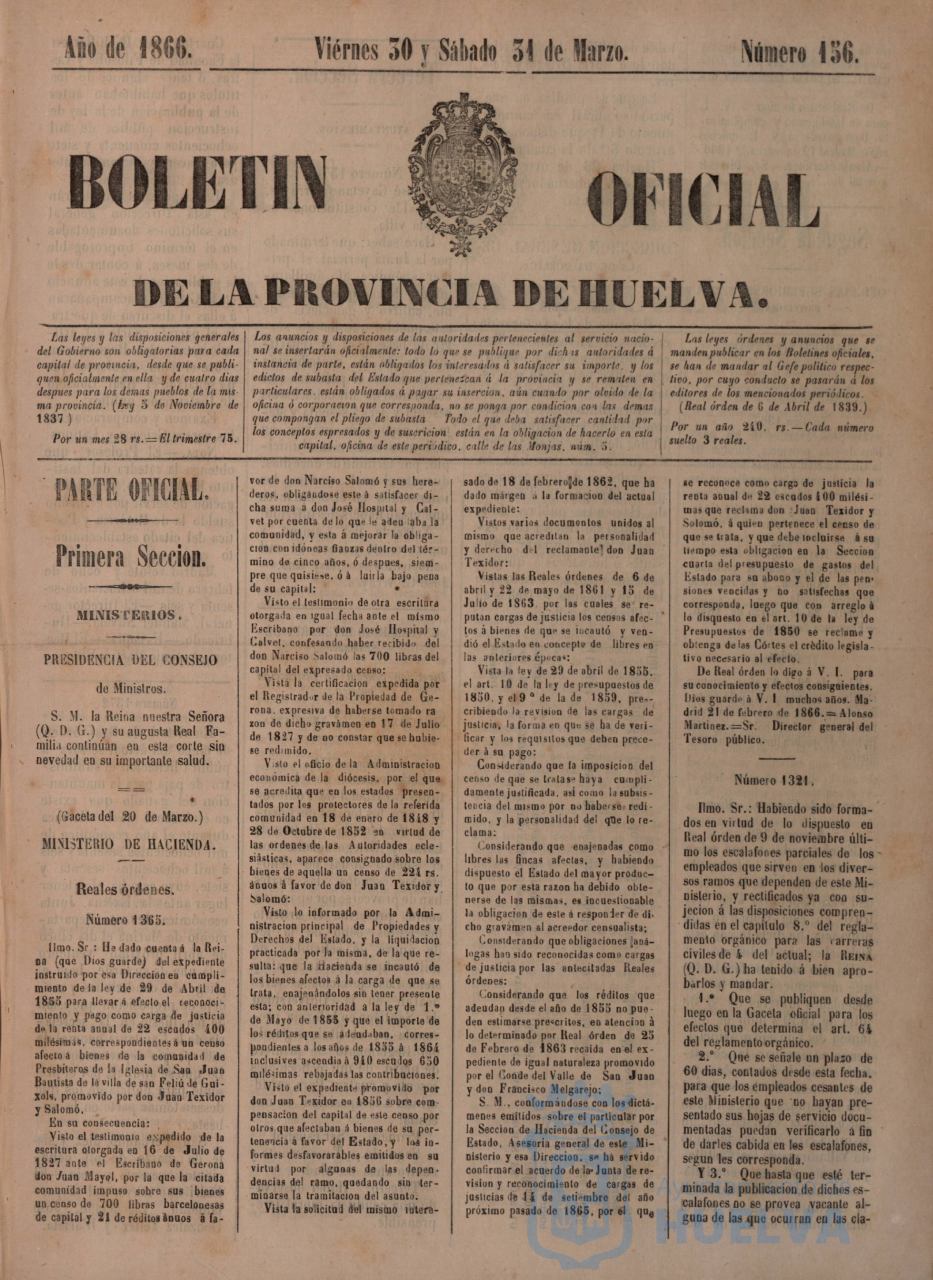 Año de 1866.
Viérnes 30 y Sábado 31 de Marzo.
Número 156.
BOLETIN OFICIAL
DE LA PROVINCIA DE HUELVA.
Las leyes y las disposiciones generales
del Gobierno son obligatorias para cada
capital de provincia, desde que se publi-
quen oficialmente en ella y de cuatro dias
despues para los demas pueblos de la mis-
ma provincia. (Ley 3 de Noviembre de
1837)
Por un mes 28 rs.=El trimestre 75.
Los anuncios y disposiciones de las autoridades pertenecientes al servicio nacio-
nal se insertarán oficialmente: todo lo que se publique por dichas autoridades á
instancia de parte, están obligados los interesados á satisfacer su importe, y los
edictos de subasta del Estado que pertenezcan á la provincia y se rematen en
particulares, están obligados á pagar su insercion, aún cuando por olvido de la
oficina ó corporacion que corresponda, no se ponga por condicion con las demas
que compongan el pliego de subasta Todo el que deba satisfacer cantidad por
los conceptos espresados y de suscricion están en la obligacion de hacerlo en esta
capital, oficina de este periódico, calle de las Monjas, núm. 5.
Las leyes órdenes y anuncios que se
manden publicar en los Boletines oficiales,
se han de mandar al Gefe político respec-
tivo, por cuyo conducto se pasarán á los
editores de los mencionados periódicos.
(Real órden de 6 de Abril de 1839.)
Por un año 240. rs.—Cada número
suelto 3 reales.
PARTE OFICIAL.
Primera Seccion.
MINISTERIOS.
PRESIDENCIA DEL CONSEJO
de Ministros.
S. M. la Reina nuestra Señora
(Q. D. G.) y su augusta Real Fa-
milia continúan en esta corte sin
novedad en su importante salud.
(Gaceta del 20 de Marzo.)
MINISTERIO DE HACIENDA.
Reales órdenes.
Número 1365.
Ilmo. Sr: He dado cuenta á la Rei-
na (que Dios guarde) del expediente
instruido por esa Direccion en cumpli-
miento de la ley de 29 de Abril de
1855 para llevar á efecto el reconoci-
miento y pago como carga de justicia
de la renta anual de 22 escudos 400
milésimas, correspondientes á un censo
afecto á bienes de la comunidad de
Presbíteros de la Iglesia de San Juan
Bautista de la villa de san Feliú de Gui-
xols, promovido por don Juan Texidor
y Salomó.
En su consecuencia:
Visto el testimonio expedido de la
escritura otorgada en 16 de Julio de
1827 ante el Escribano de Gerona
don Juan Mayol, por la que la citada
comunidad impuso sobre sus bienes
un censo de 700 libras barcelonesas
de capital y 21 de réditos ánuos á fa-
vor de don Narciso Salomó y sus here-
deros, obligándose este á satisfacer di-
cha suma á don José Hospital y Cal-
vet por cuenta de lo que le adeudaba la
comunidad, y esta á mejorar la obliga-
cion con idóneas fianzas dentro del tér-
mino de cinco años, ó despues, siem-
pre que quisiese, ó á luirla bajo pena
de su capital:
Visto el testimonio de otra escritura
otorgada en igual fecha ante el mismo
Escribano por don José Hospital y
Calvet, confesando haber recibido del
don Narciso Salomó las 700 libras del
capital del expresado censo:
Vista la certificacion expedida por
el Registrador de la Propiedad de Ge-
rona, expresiva de haberse tomado ra
zon de dicho gravámen en 17 de Julio
de 1827 y de no constar que se hubie-
se redimido.
Visto el oficio de la Administracion
económica de la diócesis, por el que
se acredita que en los estados presen-
tados por los protectores de la referida
comunidad en 18 de enero de 1848 y
28 de Octubre de 1852 en virtud de
las ordenes de las Autoridades ecle-
siásticas, aparece consignado sobre los
bienes de aquella un censo de 224 rs.
ánuos á favor de don Juan Texidor y
Salomó:
Visto lo informado por la Admi-
nistracion principal de Propiedades y
Derechos del Estado, y la liquidacion
practicada por la misma, de la que re-
sulta: que la Hacienda se incautó de
los bienes afectos á la carga de que se
trata, enajenándolos sin tener presente
esta; con anterioridad á la ley de 1.º
de Mayo de 1855 y que el importe de
los réditos que se adeudaban, corres-
pondientes á los años de 1855 á 1864
inclusives ascendia á 940 escudos 650
milésimas rebajadas las contribuciones.
Visto el expediente promovido por
don Juan Texidor en 1856 sobre com-
pensacion del capital de este censo por
otros que afectaban á bienes de su per-
tenencia á favor del Estado, y los in-
formes desfavorarables emitidos en su
virtud por algunas de las depen-
dencias del ramo, quedando sin ter-
minarse la tramitacion del asunto.
Vista la solicitud del mismo intere-
sado de 18 de febrero de 1862, que ha
dado márgen á la formacion del actual
expediente:
Vistos varios documentos unidos al
mismo que acreditan la personalidad
y derecho del reclamante don Juan
Texidor:
Vistas las Reales órdenes de 6 de
abril y 22 de mayo de 1861 y 15 de
Julio de 1863, por las cuales se re-
putan cargas de justicia los censos afec-
tos á bienes de que se incautó y ven-
dió el Estado en concepto de libres en
las anteriores épocas:
Vista la ley de 29 de abril de 1855,
el art. 10 de la ley de presupuestos de
1850, y el 9º de la de 1859, pres-
cribiendo la revision de las cargas de
justicia, la forma en que se ha de veri-
ficar y los requisitos que deben prece-
der á su pago:
Considerando que la imposicion del
censo de que se tratase haya cumpli-
damente justificada, así como la subsis-
tencia del mismo por no haberse redi-
mido, y la personalidad del que lo re-
clama:
Considerando que enajenadas como
libres las fincas afectas, y habiendo
dispuesto el Estado del mayor produc-
to que por esta razon ha debido obte-
nerse de las mismas, es incuestionable
la obligacion de este á responder de di-
cho gravámen al acreedor censualista;
Considerando que obligaciones aná-
logas han sido reconocidas como cargas
de justicia por las antecitadas Reales
órdenes:
Considerando que los réditos que
adeudan desde el año de 1855 no pue-
den estimarse prescritos, en atencion á
lo determinado por Real órden de 25
de Febrero de 1863 recaida en el ex-
pediente de igual naturaleza promovido
por el Conde del Valle de San Juan
y don Francisco Melgarejo;
S. M., conformándose con los dictá-
menes emitidos sobre el particular por
la Seccion de Hacienda del Consejo de
Estado, Asesoría general de este Mi-
nisterio y esa Direccion, se ha servido
confirmar el acuerdo de la Junta de re-
vision y reconocimiento de cargas de
justicias de 14 de setiembre del año
próximo pasado de 1865, por el que
se reconoce como carga de justicia la
renta anual de 22 escudos 400 milési-
mas que reclama don Juan Texidor y
Salomó, á quien pertenece el censo de
que se trata, y que debe incluirse á su
tiempo esta obligacion en la Seccion
cuarta del presupuesto de gastos del
Estado para su abono y el de las pen-
siones vencidas y no satisfechas que
corresponda, luego que con arreglo á
lo dispuesto en el art. 10 de la ley de
Presupuestos de 1850 se reclame y
obtenga de las Córtes el crédito legisla-
tivo necesario al efecto.
De Real órden lo digo á V. I. para
su conocimiento y efectos consiguientes.
Dios guarde á V. I muchos años. Ma-
drid 21 de febrero de 1866.=Alonso
Martinez.=Sr. Director general del
Tesoro público.
Número 1321.
Ilmo. Sr.: Habiendo sido forma-
dos en virtud de lo dispuesto en
Real órden de 9 de noviembre últi-
mo los escalafones parciales de los
empleados que sirven en los diver-
sos ramos que dependen de este Mi-
nisterio, y rectificados ya con su-
jecion á las disposiciones compren-
didas en el capítulo 8.º del regla-
mento orgánico para las carreras
civiles de 4 del actual; la REINA
(Q. D. G.) ha tenido á bien apro-
barlos y mandar.
1.º Que se publiquen desde
luego en la Gaceta oficial para los
efectos que determina el art. 64
del reglamento orgánico.
2.º Que se señale un plazo de
60 dias, contados desde esta fecha,
para que los empleados cesantes de
este Ministerio que no hayan pre-
sentado sus hojas de servicio docu-
mentadas puedan verificarlo á fin
de darles cabida en los escalafones,
segun les corresponda.
Y 3.º Que hasta que esté ter-
minada la publicacion de dichos es-
calafones no se provea vacante al-
guna de las que ocurran en las cla-
HUELVA